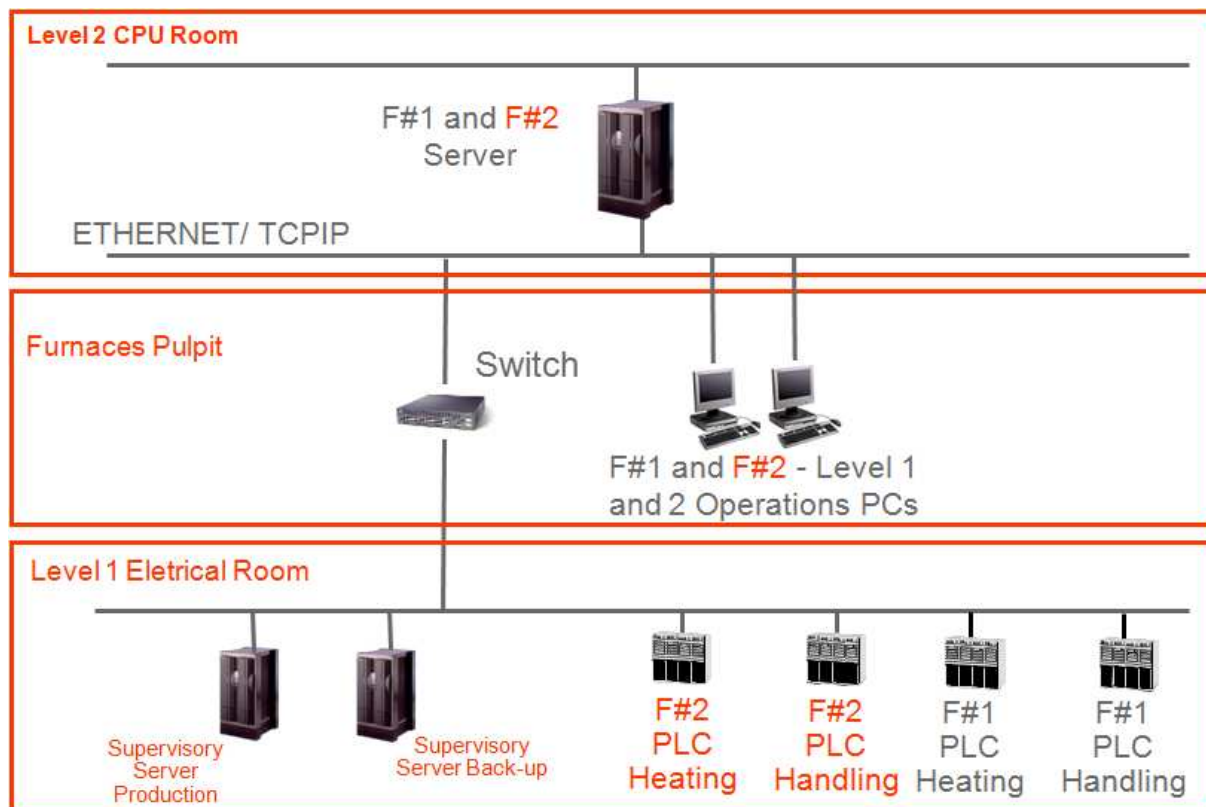 Level 2 CPU Room
F#1 and F#2
Server
ETHERNET/ TCPIP
Furnaces Pulpit
Switch
F#1 and F#2 - Level 1
and 2 Operations PCs
Level 1 Eletrical Room
Supervisory
Server
Production
Supervisory
Server Back-up
F#2
PLC
Heating
F#2
PLC
Handling
F#1
PLC
Heating
F#1
PLC
Handling